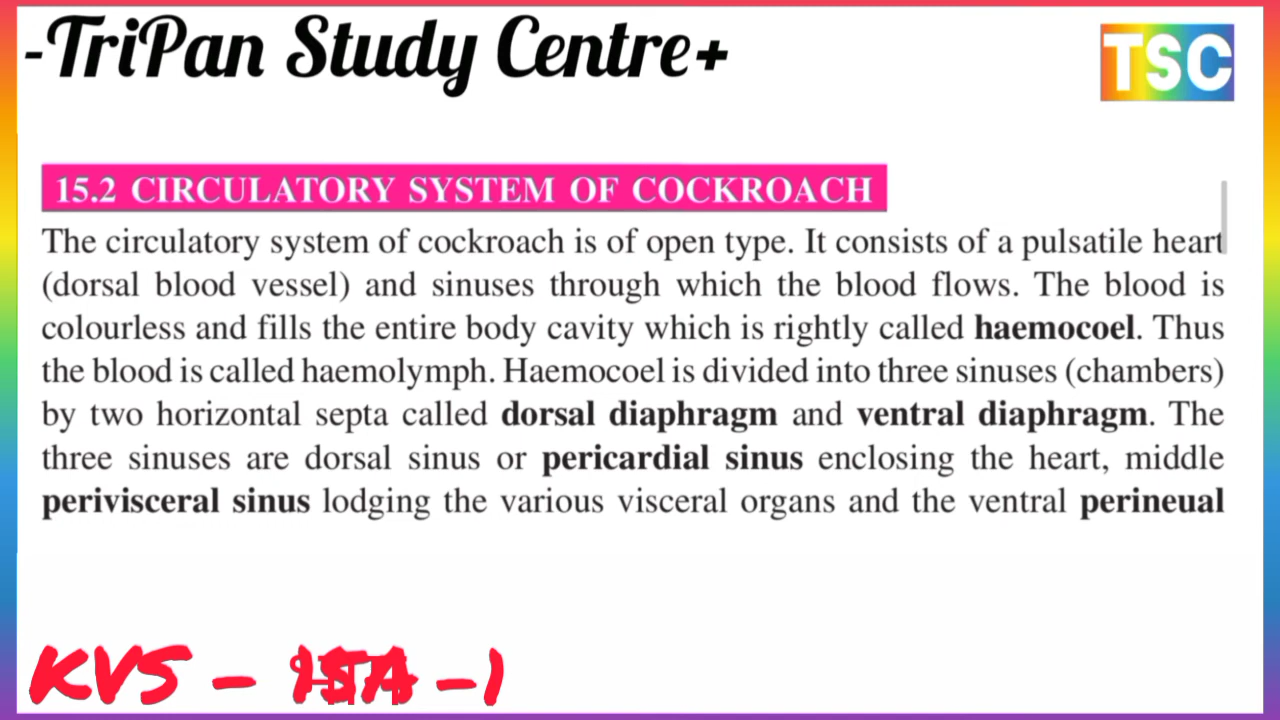 -TriPan Study Centre+
TSC
15.2 CIRCULATORY SYSTEM OF COCKROACH
The circulatory system of cockroach is of open type. It consists of a pulsatile heart
(dorsal blood vessel) and sinuses through which the blood flows. The blood is
colourless and fills the entire body cavity which is rightly called haemocoel. Thus
the blood is called haemolymph. Haemocoel is divided into three sinuses (chambers)
by two horizontal septa called dorsal diaphragm and ventral diaphragm. The
three sinuses are dorsal sinus or pericardial sinus enclosing the heart, middle
perivisceral sinus lodging the various visceral organs and the ventral perineual
KVS - -1